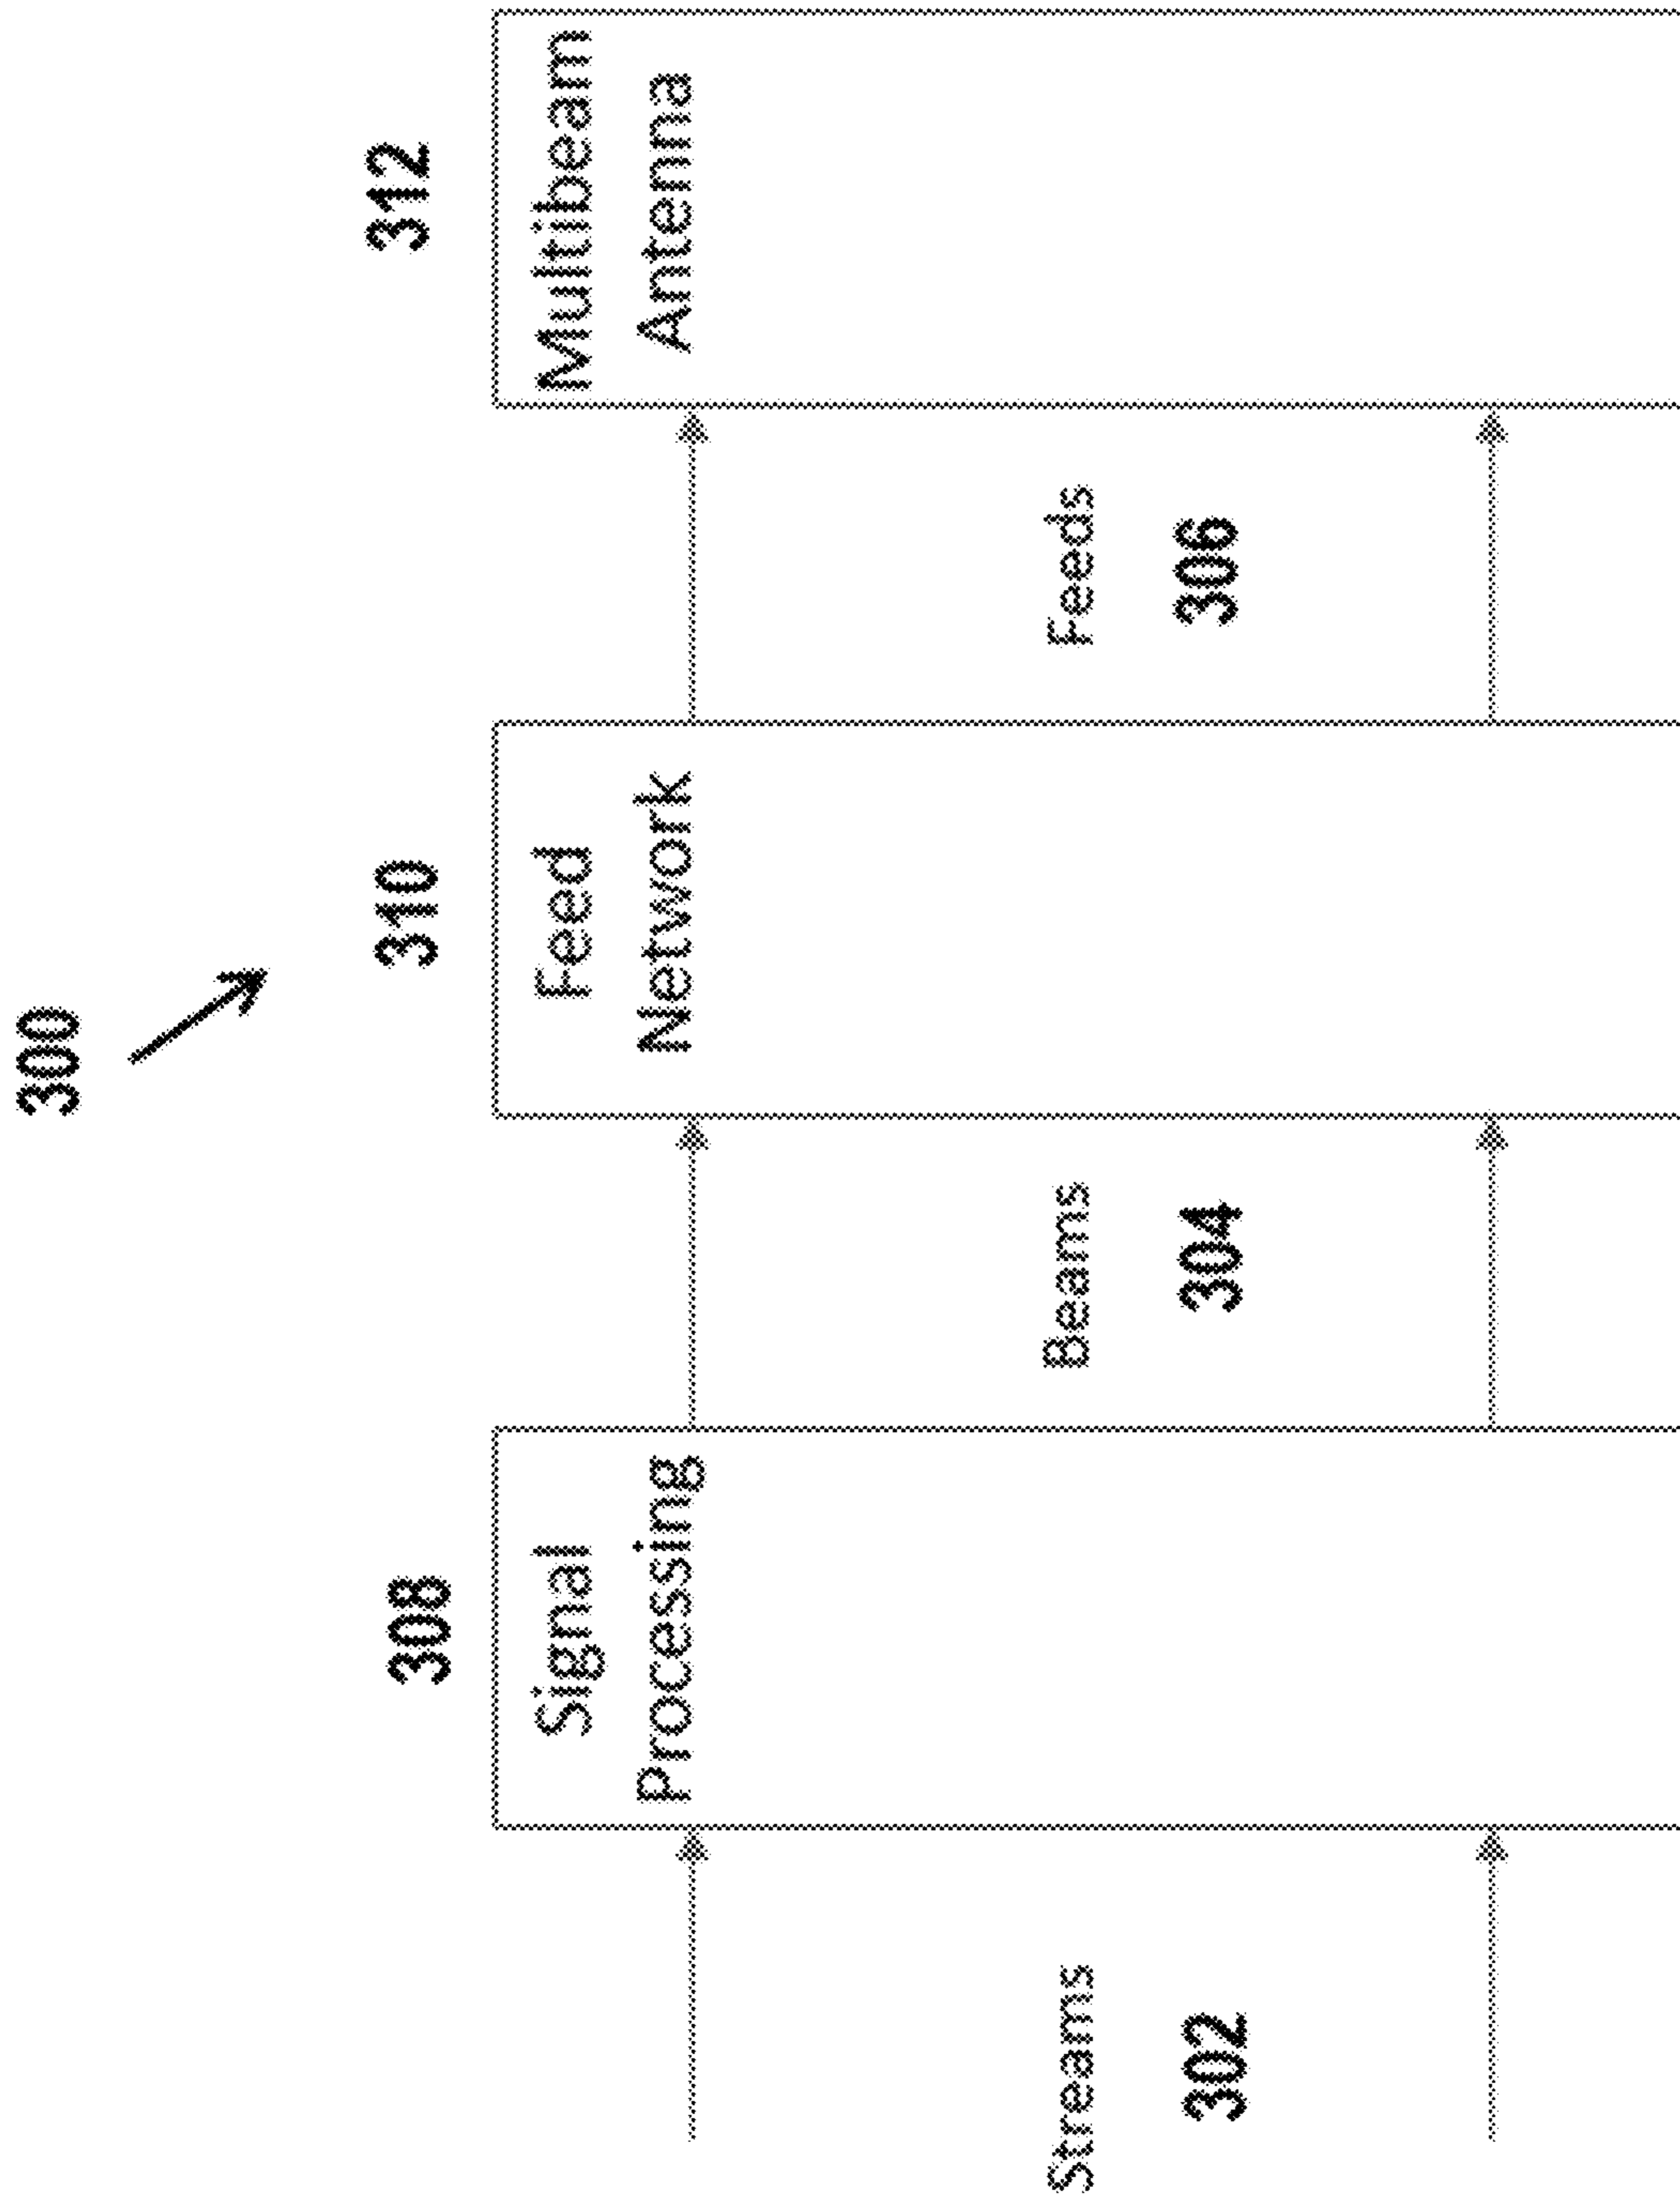 300
308
310
312
Signal
Processing
Feed
Network
Multibeam
Antenna
Streams
302
Beams
304
Feeds
306